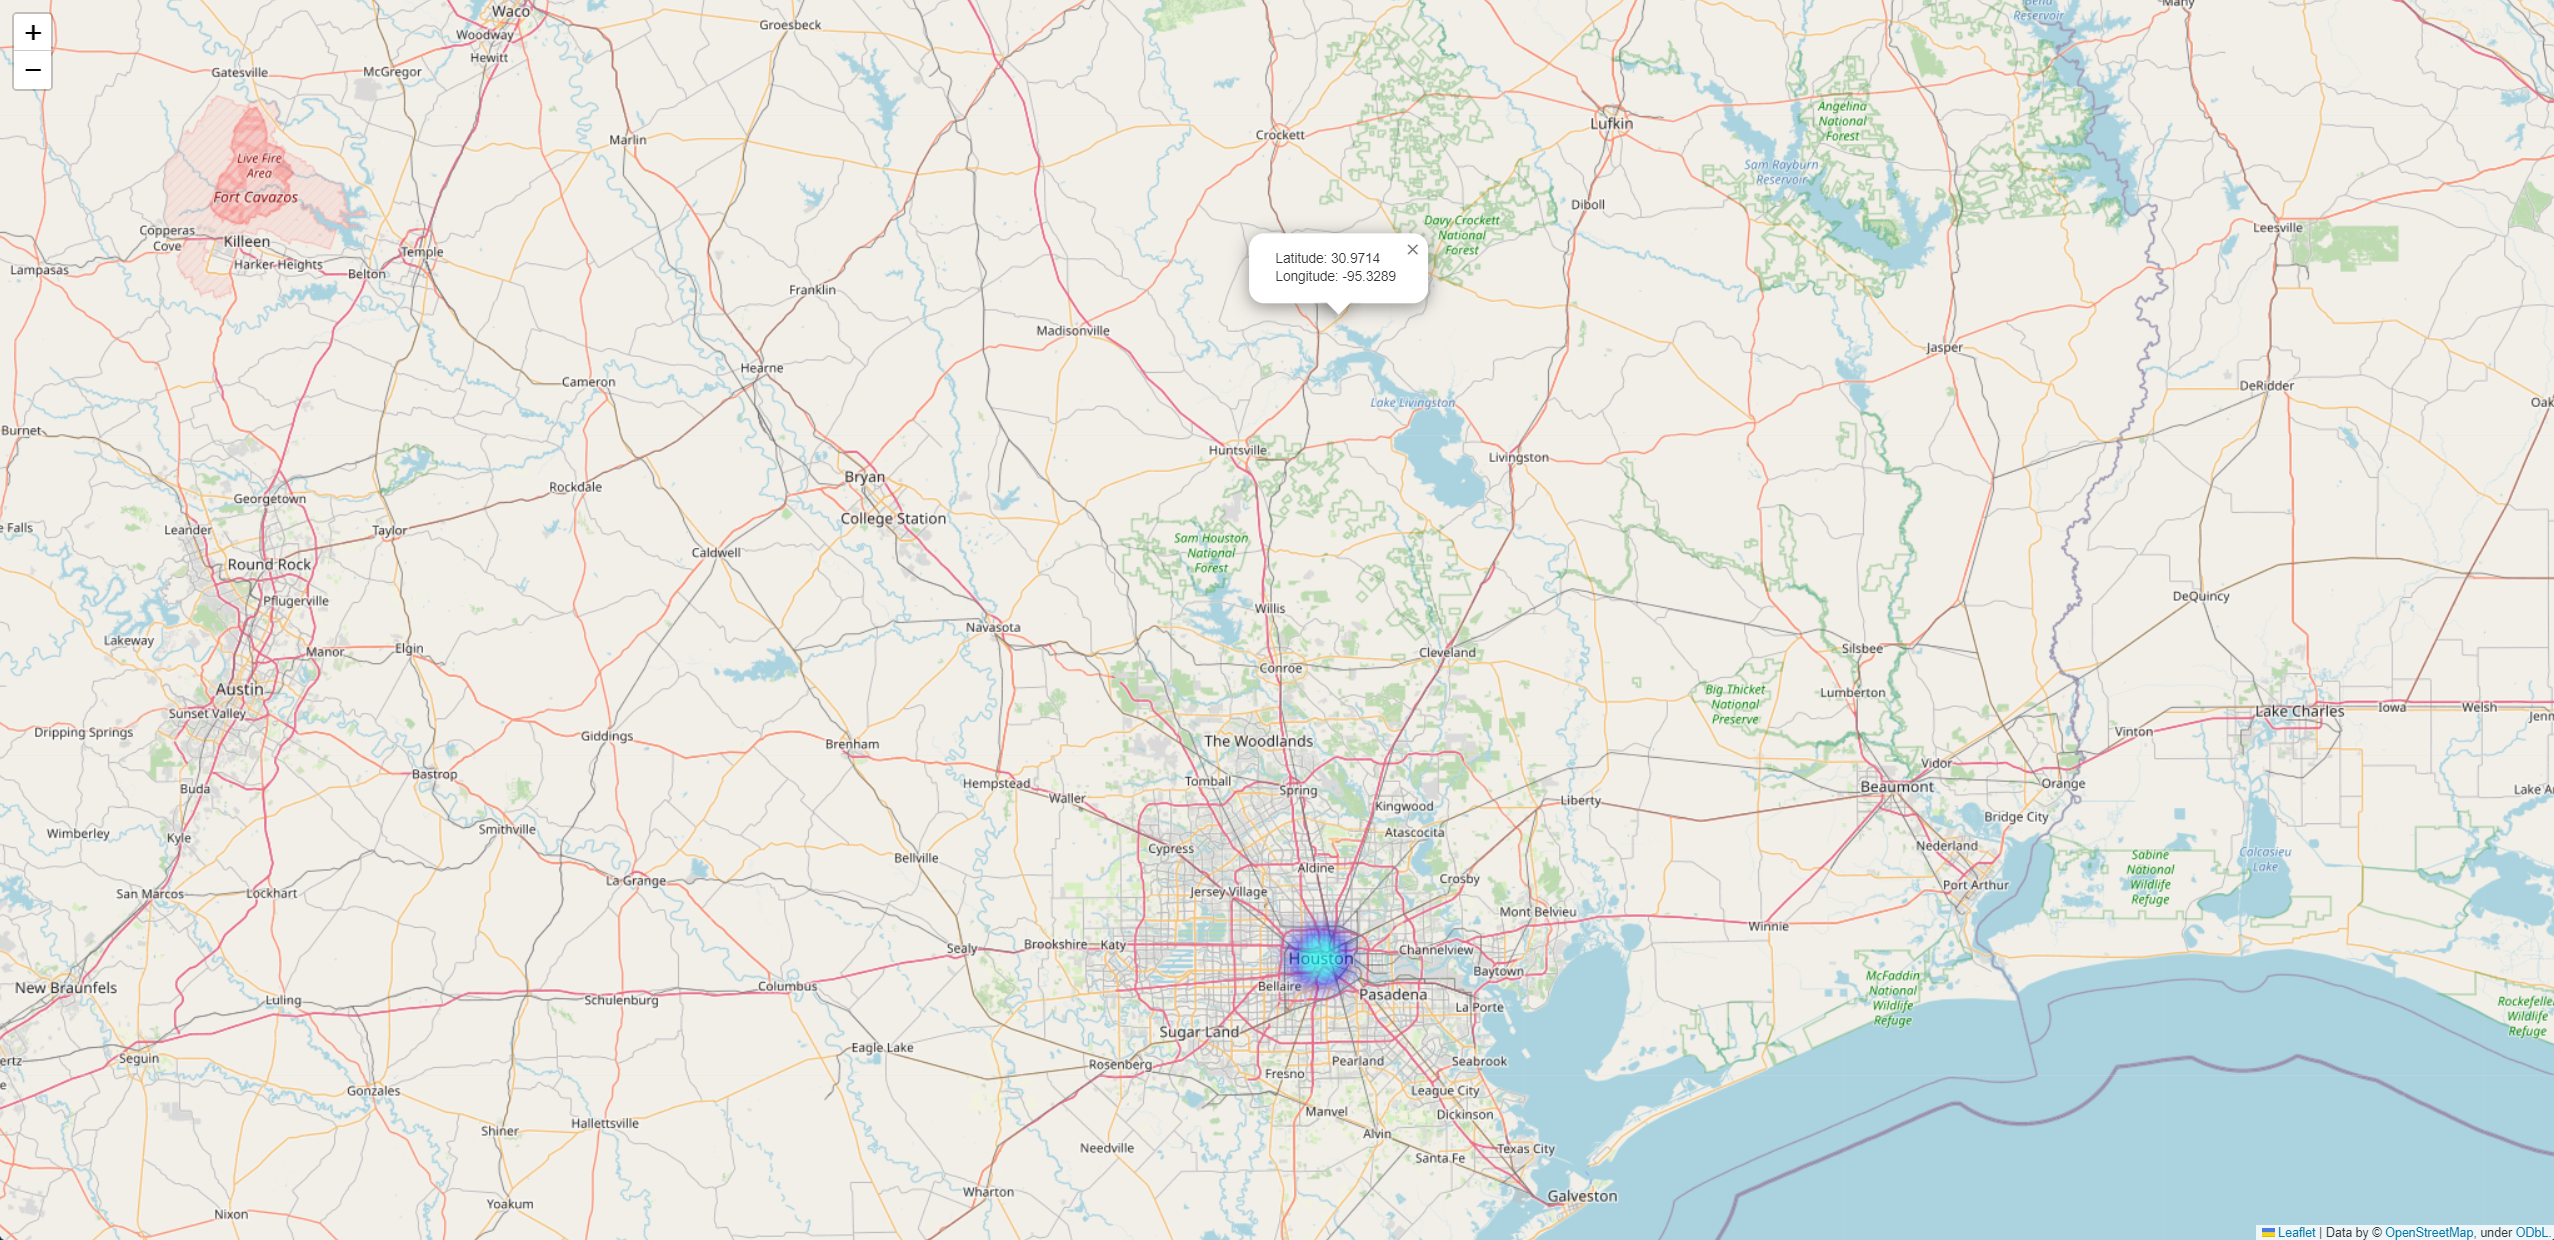 +
−
Waco
Woodway
Hewitt
Groesbeck
Gatesville
McGregor
Marlin
Crockett
Lufkin
Diboll
Angelina
National
Forest
Sam Rayburn
Reservoir
Reservoir
Many
Leesville
Live Fire
Area
Fort Cavazos
Copperas
Cove
Killeen
Harker Heights
Belton
Temple
Lampasas
Davy Crockett
National
Forest
Latitude: 30.9714
Longitude: -95.3289
×
Franklin
Madisonville
Hearne
Cameron
Jasper
DeRidder
Oak
Lake Livingston
Burnet
Huntsville
Livingston
Bryan
College Station
Rockdale
Georgetown
Leander
Taylor
e Falls
Round Rock
Pflugerville
Caldwell
Sam Houston
National
Forest
Willis
DeQuincy
Navasota
Lakeway
Manor
Elgin
Conroe
Cleveland
Silsbee
Lumberton
Big Thicket
National
Preserve
Austin
Sunset Valley
Dripping Springs
Giddings
Brenham
The Woodlands
Lake Charles
Iowa
Welsh
Jenn
Vinton
Bastrop
Buda
Hempstead
Waller
Tomball
Spring
Kingwood
Liberty
Beaumont
Vidor
Orange
Lake Ar
Bridge City
Wimberley
Kyle
Smithville
Bellville
Cypress
Atascocita
Nederland
Port Arthur
Sabine
National
Wildlife
Refuge
Calcasieu
Lake
San Marcos
Lockhart
La Grange
Jersey Village
Aldine
Crosby
Mont Belvieu
Winnie
Sealy
Brookshire
Katy
Houston
Channelview
Baytown
Bellaire
Pasadena
La Porte
McFaddin
National
Wildlife
Refuge
Rockefelle
Wildlife
Refuge
New Braunfels
Luling
Schulenburg
Columbus
Sugar Land
Eagle Lake
Rosenberg
Fresno
Pearland
Seabrook
League City
Dickinson
ertz
Seguin
Gonzales
Hallettsville
Shiner
Manvel
Alvin
Needville
Santa Fe
Texas City
Wharton
Galveston
Yoakum
Nixon
Leaflet | Data by © OpenStreetMap, under ODbL.